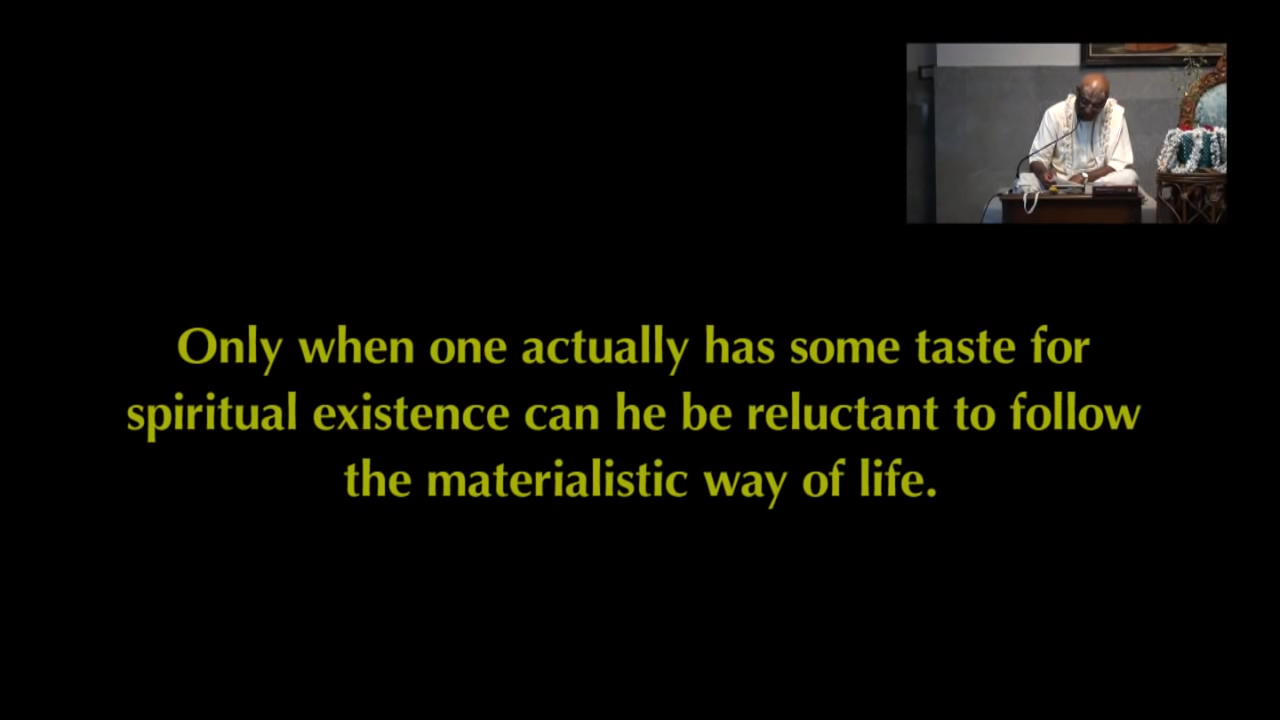 Only when one actually has some taste for
spiritual existence can he be reluctant to follow
the materialistic way of life.